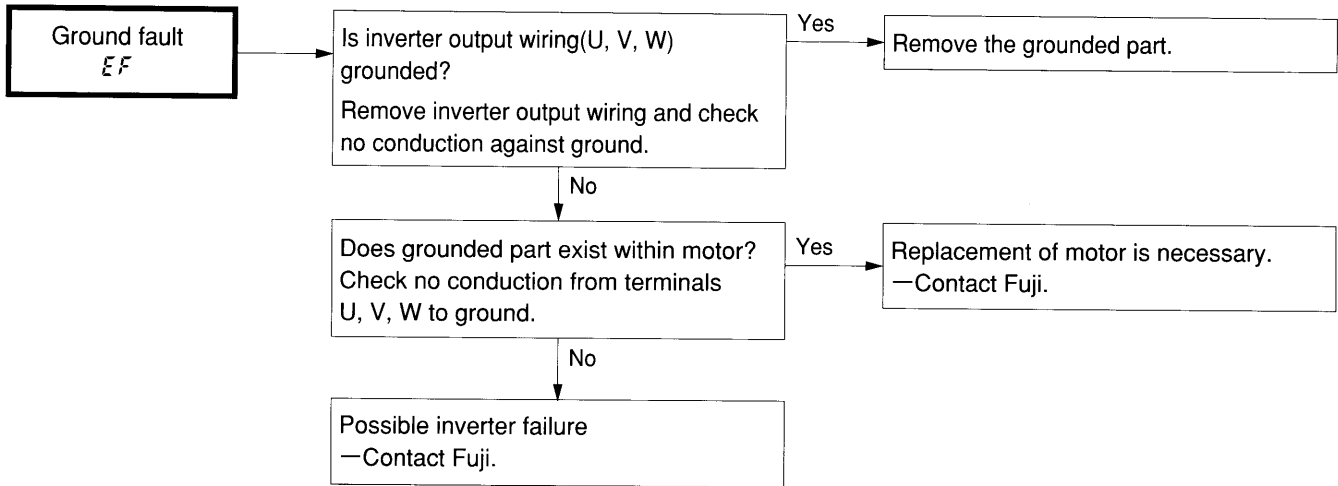 Ground fault
EF
Is inverter output wiring(U, V, W)
grounded?
Remove inverter output wiring and check
no conduction against ground.
Yes
Remove the grounded part.
No
Does grounded part exist within motor?
Check no conduction from terminals
U, V, W to ground.
Yes
Replacement of motor is necessary.
—Contact Fuji.
No
Possible inverter failure
—Contact Fuji.